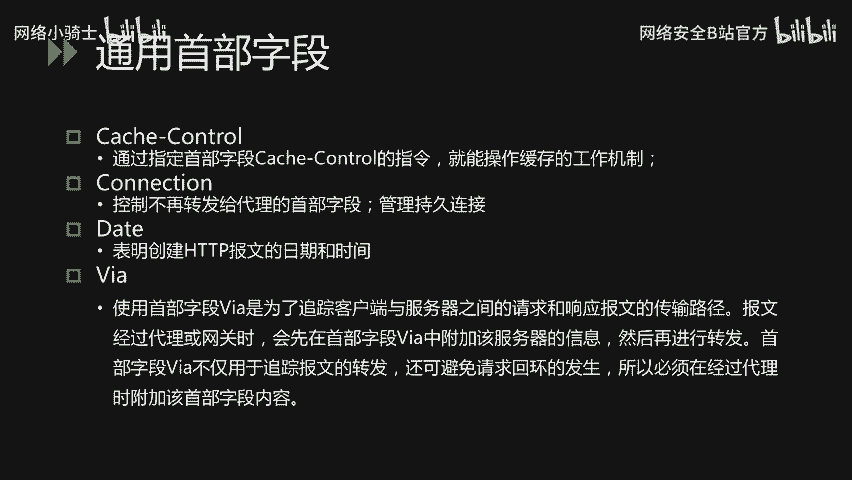 网络小骑士 bilibili
网络安全B站官方 bilibili
通用首部字段
Cache-Control
• 通过指定首部字段Cache-Control的指令，就能操作缓存的工作机制；
Connection
• 控制不再转发给代理的首部字段；管理持久连接
Date
• 表明创建HTTP报文的日期和时间
Via
• 使用首部字段Via是为了追踪客户端与服务器之间的请求和响应报文的传输路径。报文
经过代理或网关时，会先在首部字段Via中附加该服务器的信息，然后再进行转发。首
部字段Via不仅用于追踪报文的转发，还可避免请求回环的发生，所以必须在经过代理
时附加该首部字段内容。